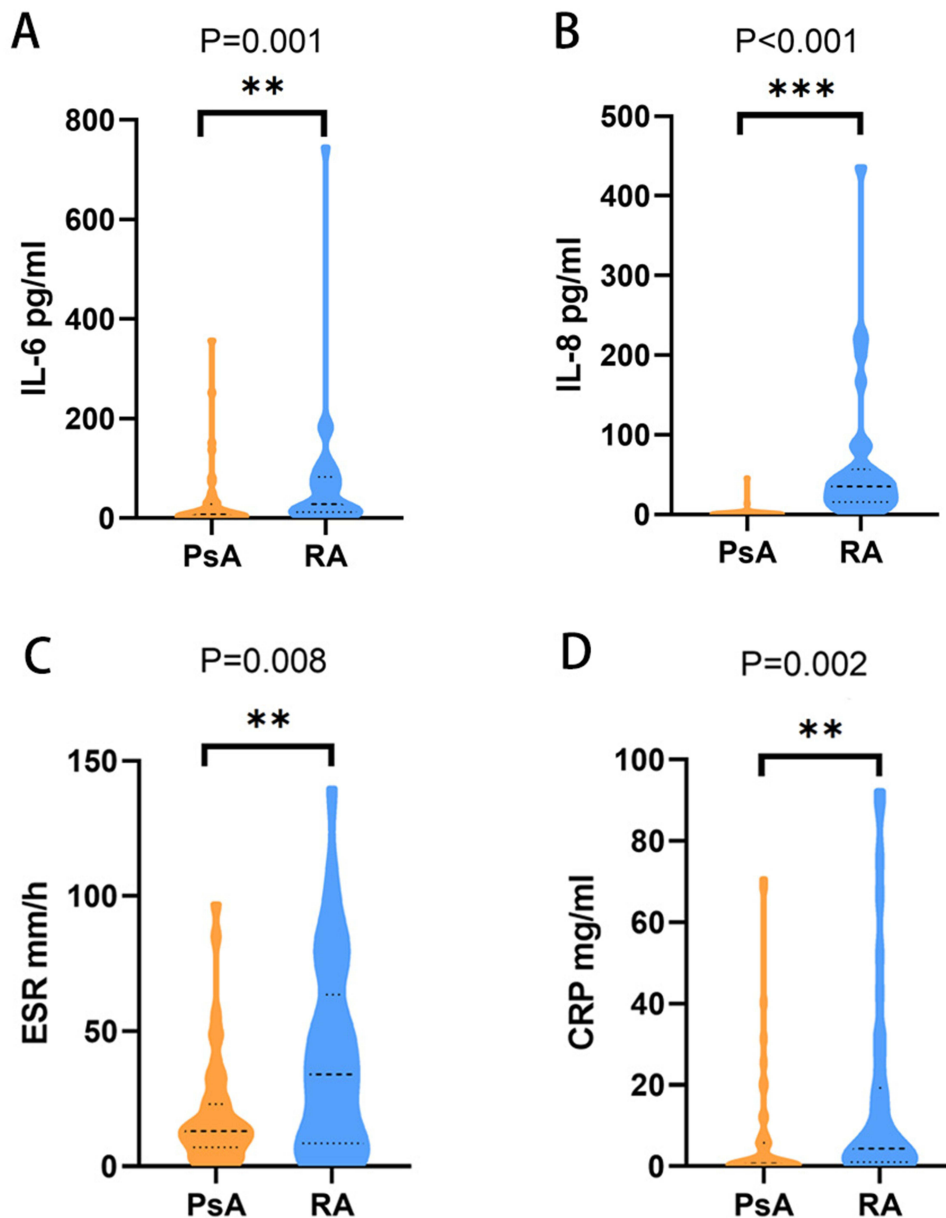 A
P=0.001
**
IL-6 pg/ml
800
600
400
200
0
PsA
RA
B
P<0.001
***
IL-8 pg/ml
500
400
300
200
100
0
PsA
RA
C
P=0.008
**
ESR mm/h
150
100
50
0
PsA
RA
D
P=0.002
**
CRP mg/ml
100
80
60
40
20
0
PsA
RA